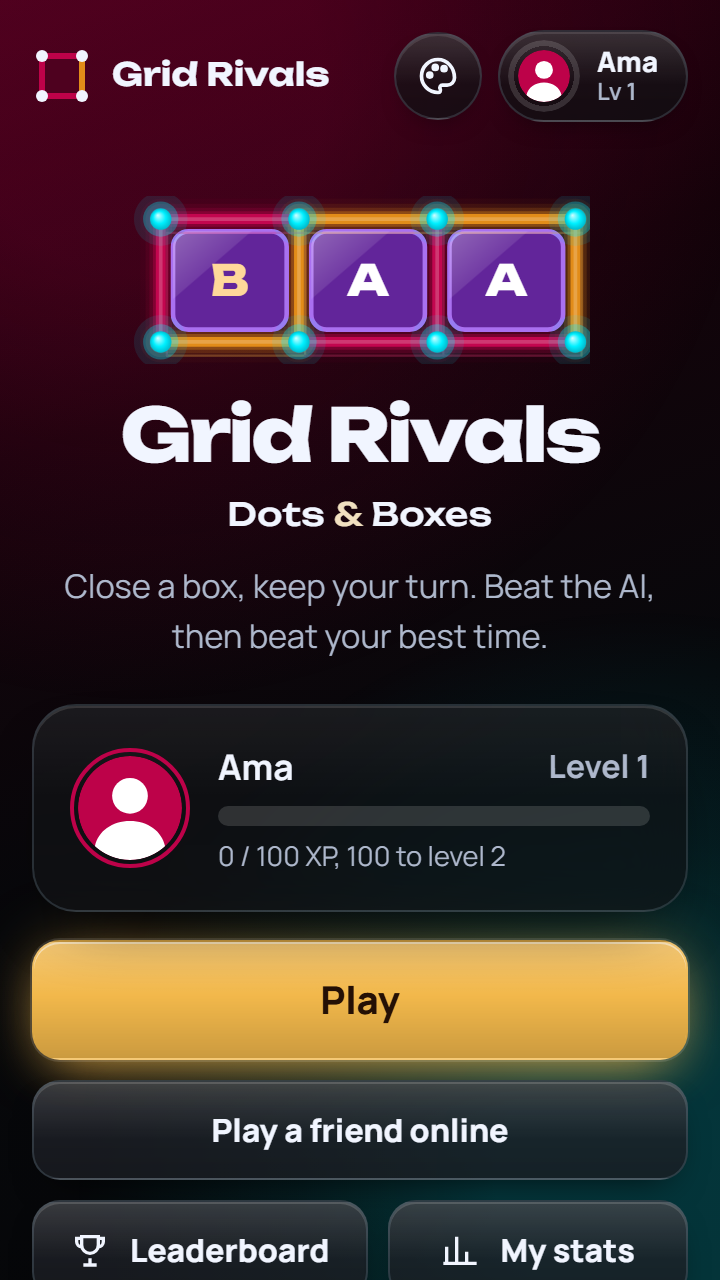 Grid Rivals
Ama
Lv 1
B A A
Grid Rivals
Dots & Boxes
Close a box, keep your turn. Beat the AI,
then beat your best time.
Ama
Level 1
0 / 100 XP, 100 to level 2
Play
Play a friend online
Leaderboard
My stats